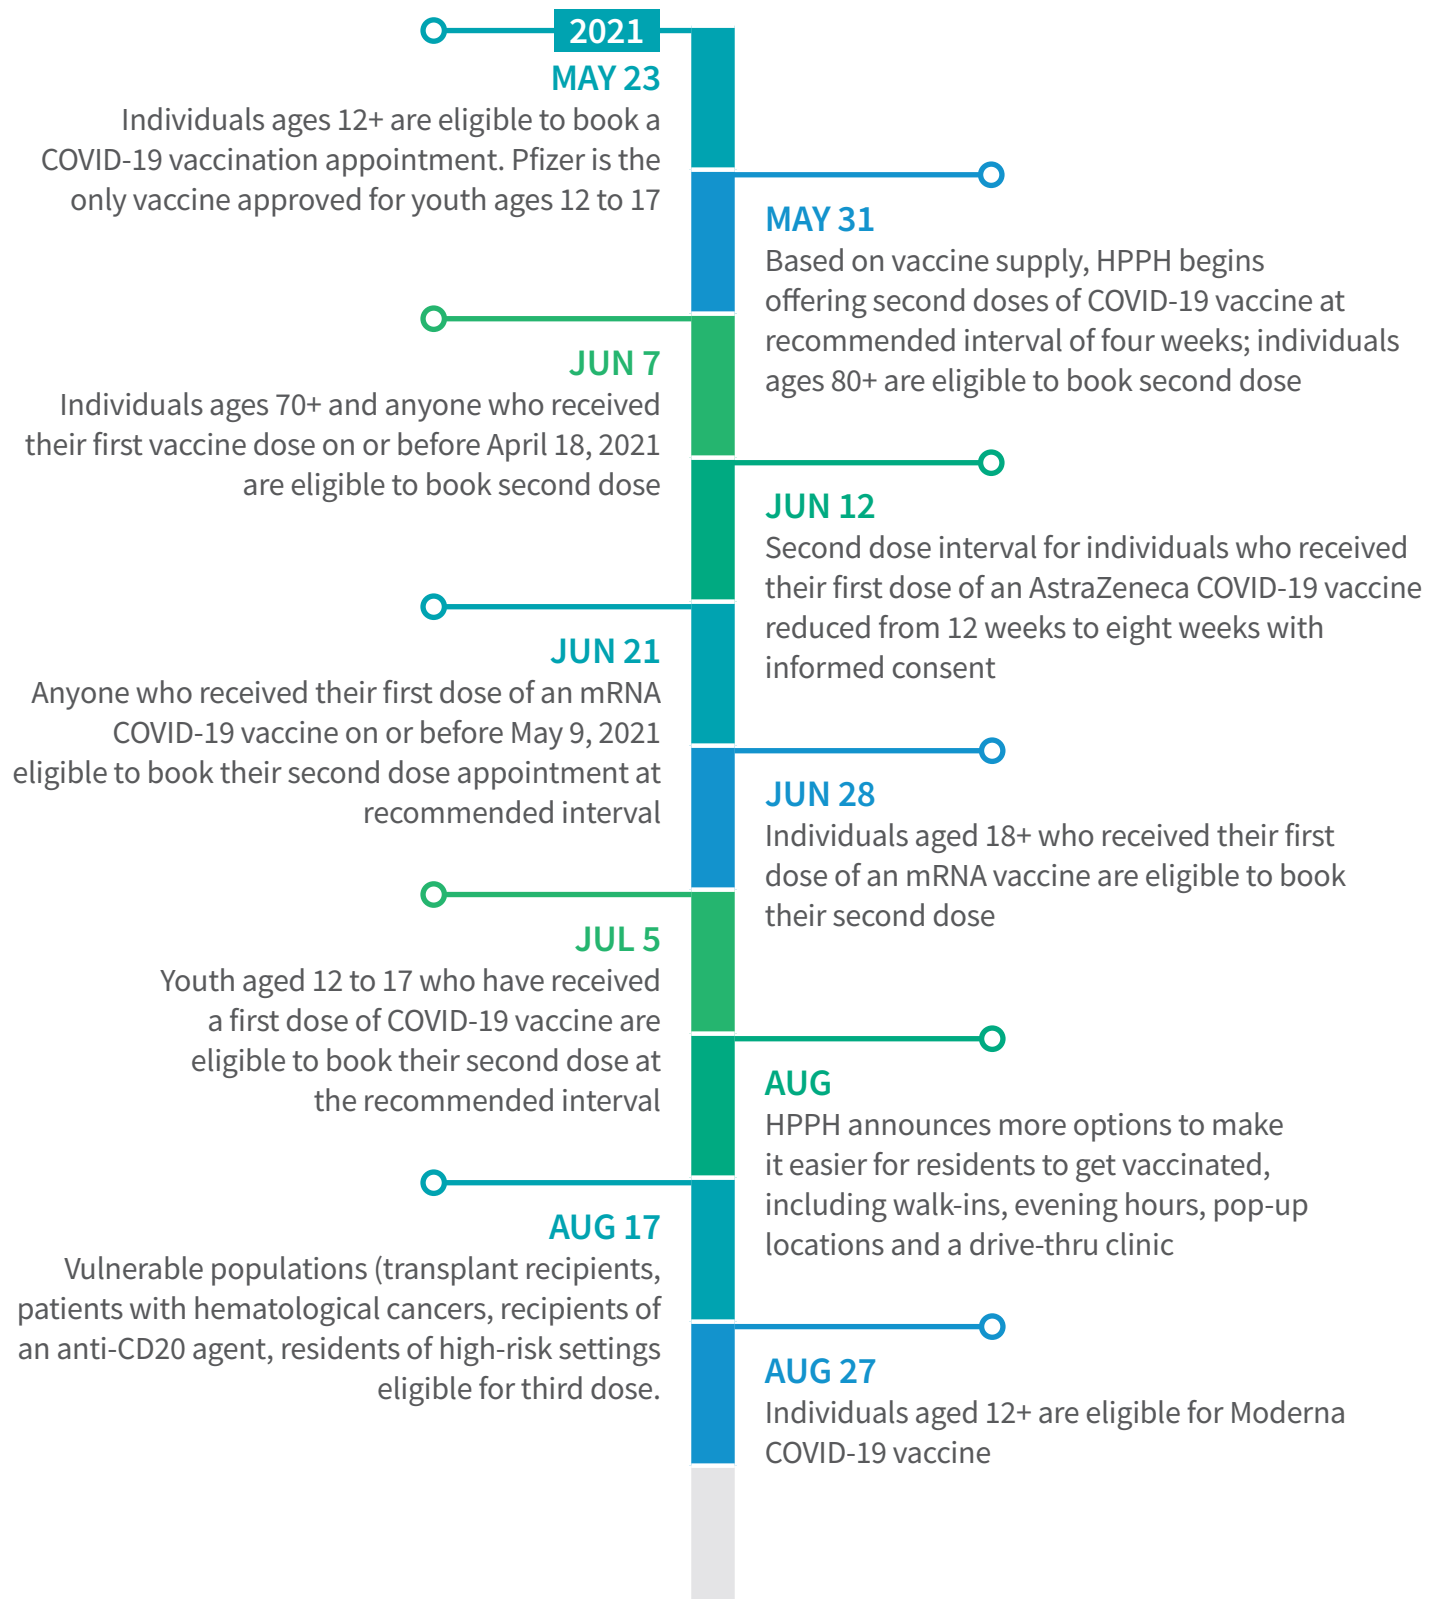 2021
MAY 23
Individuals ages 12+ are eligible to book a
COVID-19 vaccination appointment. Pfizer is the
only vaccine approved for youth ages 12 to 17
MAY 31
Based on vaccine supply, HPPH begins
offering second doses of COVID-19 vaccine at
recommended interval of four weeks; individuals
ages 80+ are eligible to book second dose
JUN 7
Individuals ages 70+ and anyone who received
their first vaccine dose on or before April 18, 2021
are eligible to book second dose
JUN 12
Second dose interval for individuals who received
their first dose of an AstraZeneca COVID-19 vaccine
reduced from 12 weeks to eight weeks with
informed consent
JUN 21
Anyone who received their first dose of an mRNA
COVID-19 vaccine on or before May 9, 2021
eligible to book their second dose appointment at
recommended interval
JUN 28
Individuals aged 18+ who received their first
dose of an mRNA vaccine are eligible to book
their second dose
JUL 5
Youth aged 12 to 17 who have received
a first dose of COVID-19 vaccine are
eligible to book their second dose at
the recommended interval
AUG
HPPH announces more options to make
it easier for residents to get vaccinated,
including walk-ins, evening hours, pop-up
locations and a drive-thru clinic
AUG 17
Vulnerable populations (transplant recipients,
patients with hematological cancers, recipients of
an anti-CD20 agent, residents of high-risk settings
eligible for third dose.
AUG 27
Individuals aged 12+ are eligible for Moderna
COVID-19 vaccine